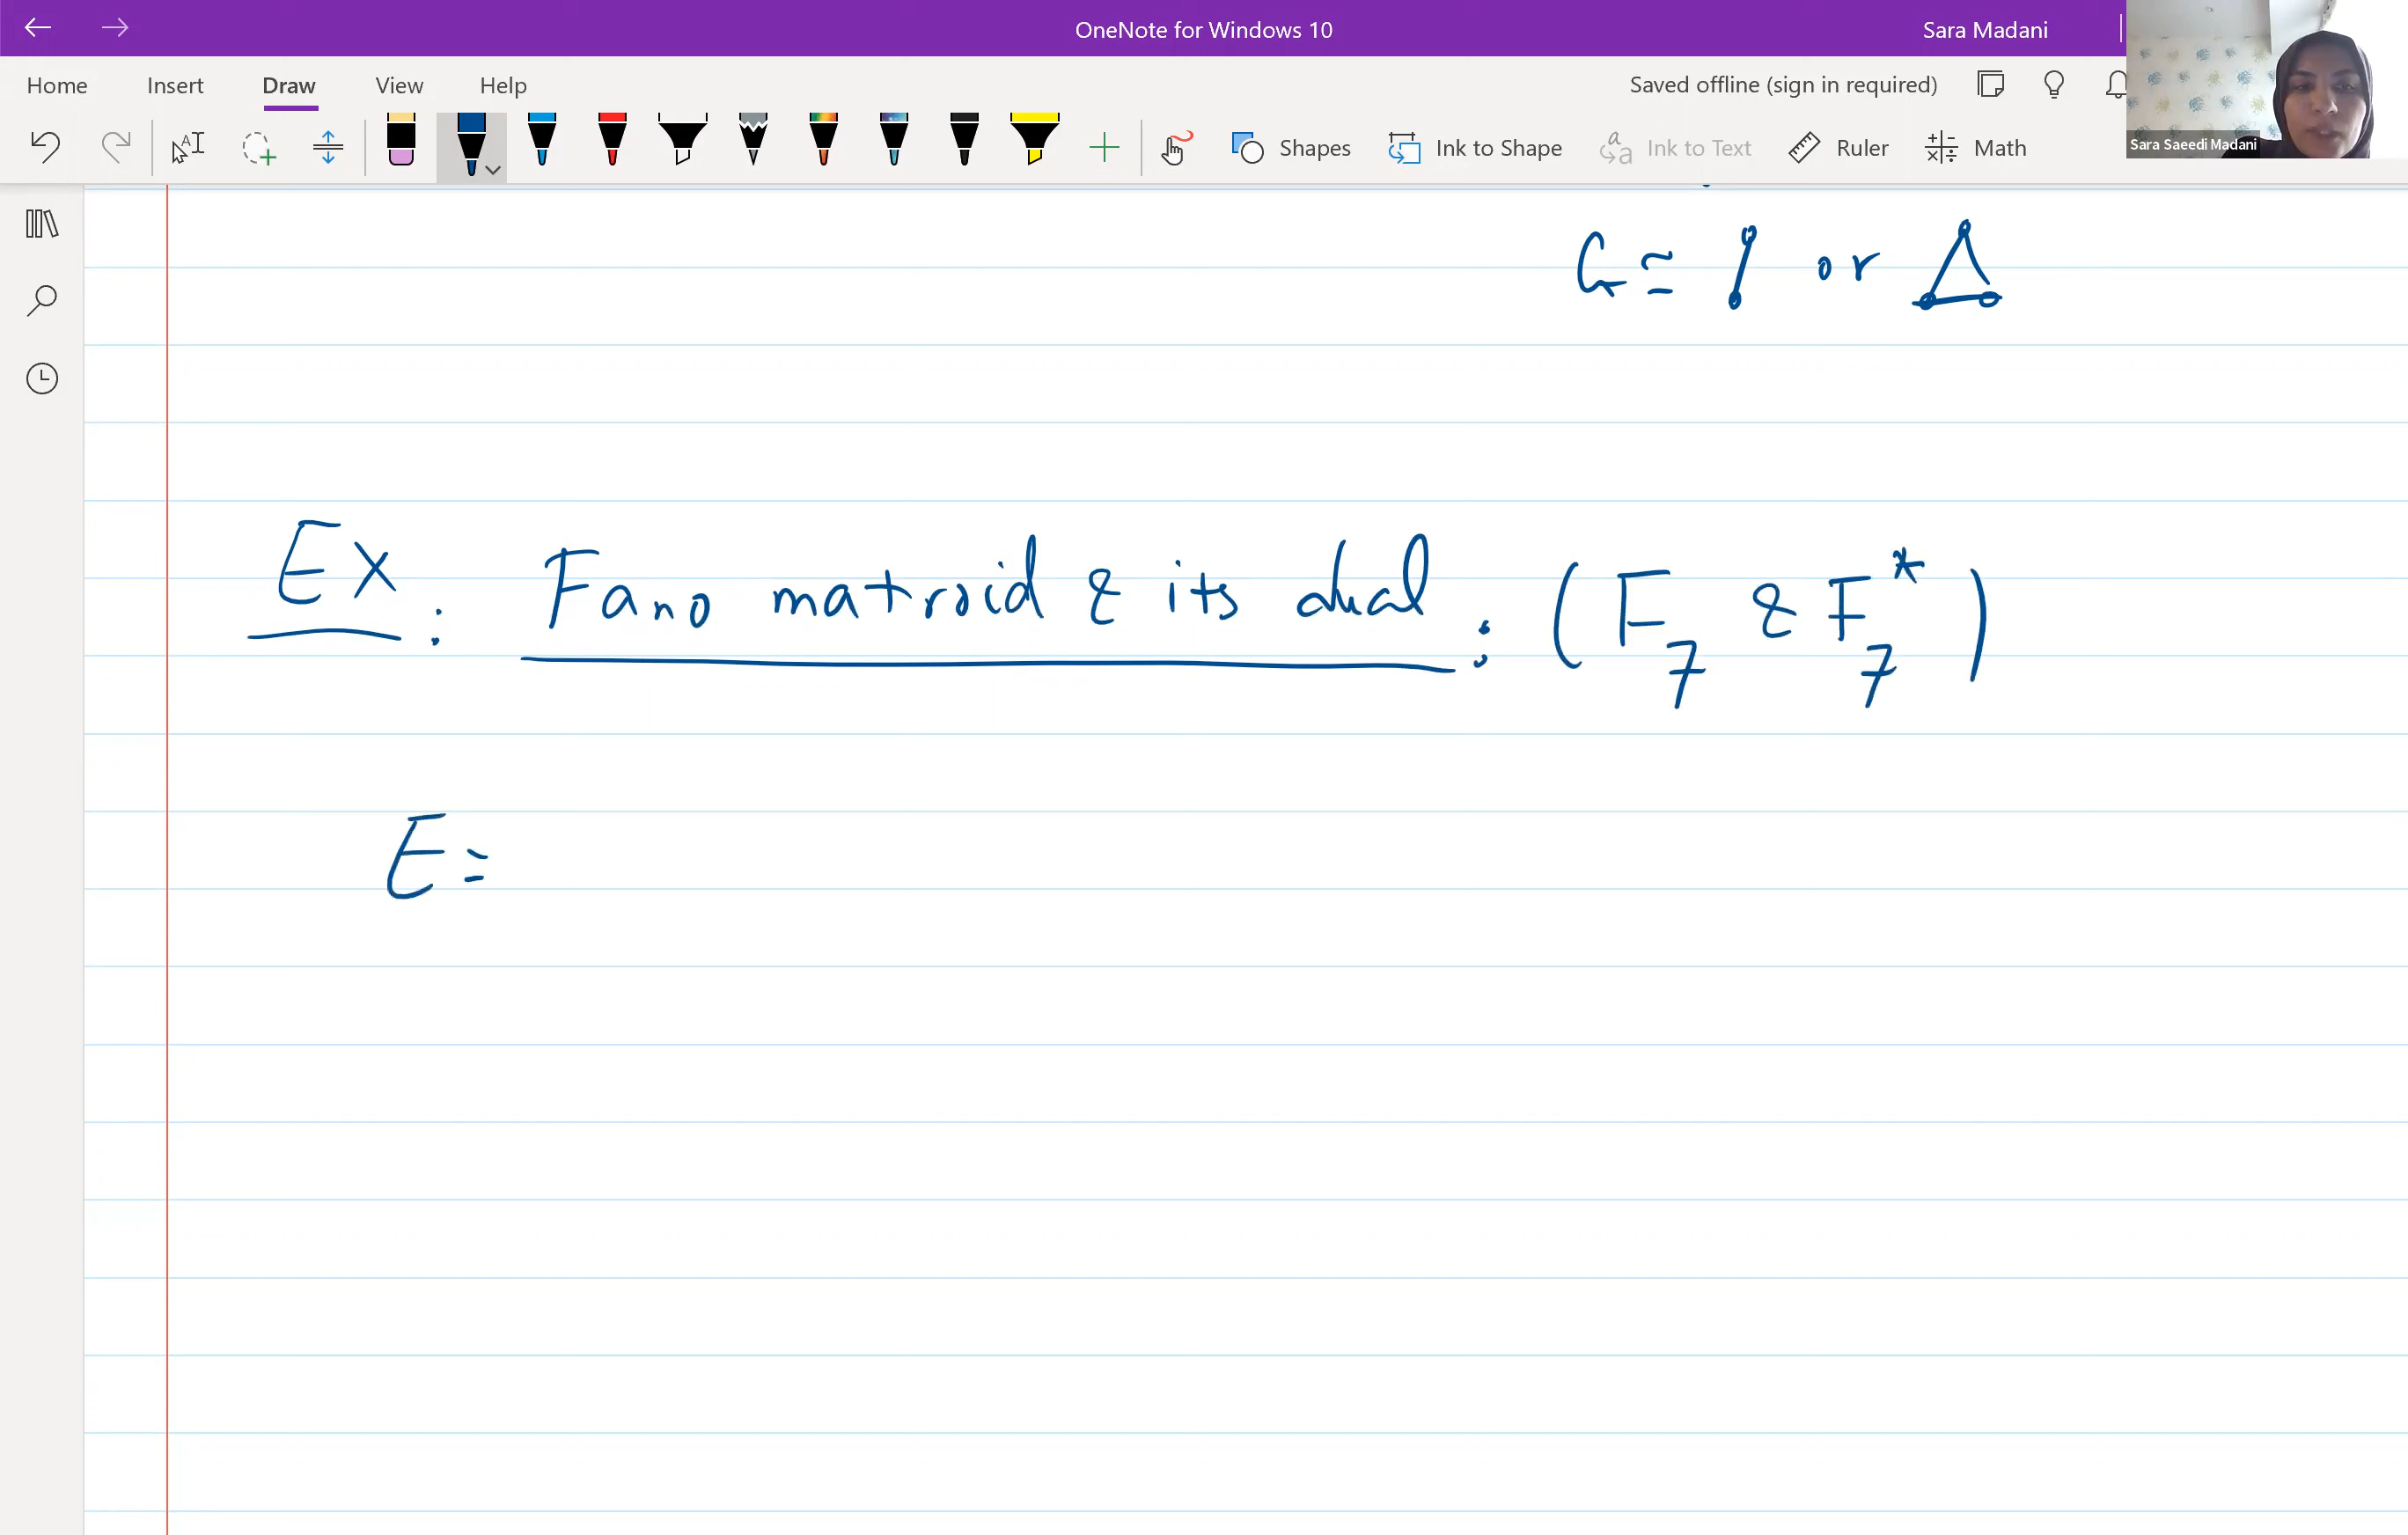 OneNote for Windows 10
Sara Madani
Home Insert Draw View Help
Saved offline (sign in required)
Shapes Ink to Shape Ink to Text Ruler Math
Sara Saeedi Madani
G ≃ or
Ex: Fano matroid & its dual: (F₇ & F₇*)
E=